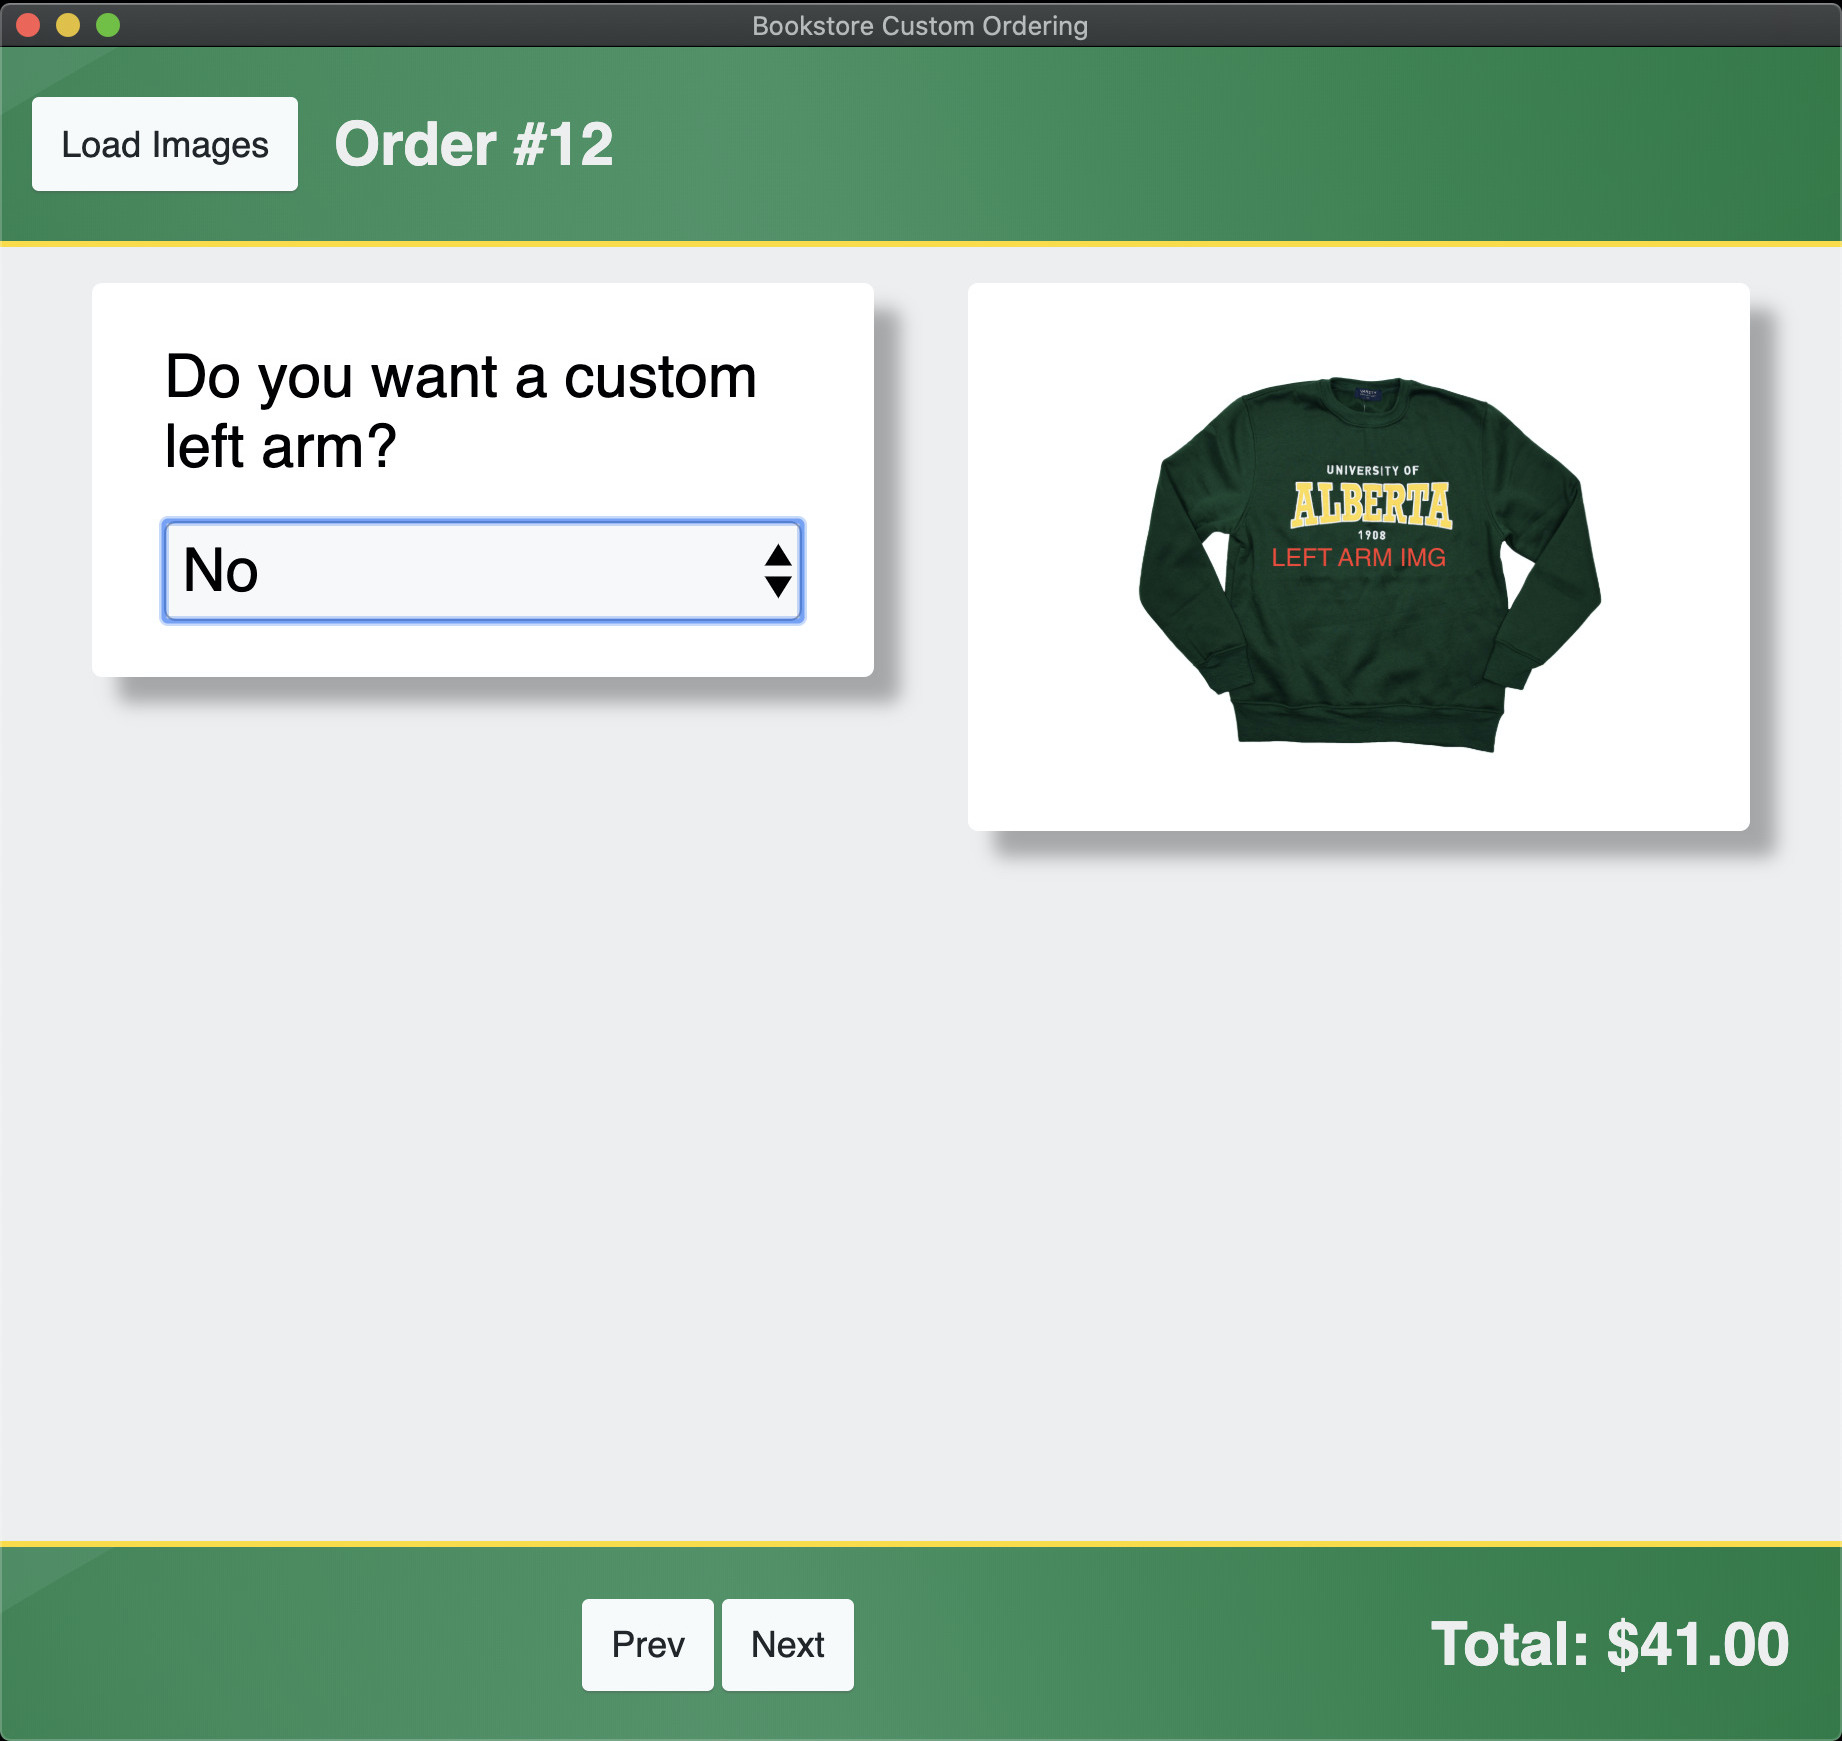 Bookstore Custom Ordering
Load Images
Order #12
Do you want a custom
left arm?
No
UNIVERSITY OF
ALBERTA
1908
LEFT ARM IMG
Prev
Next
Total: $41.00